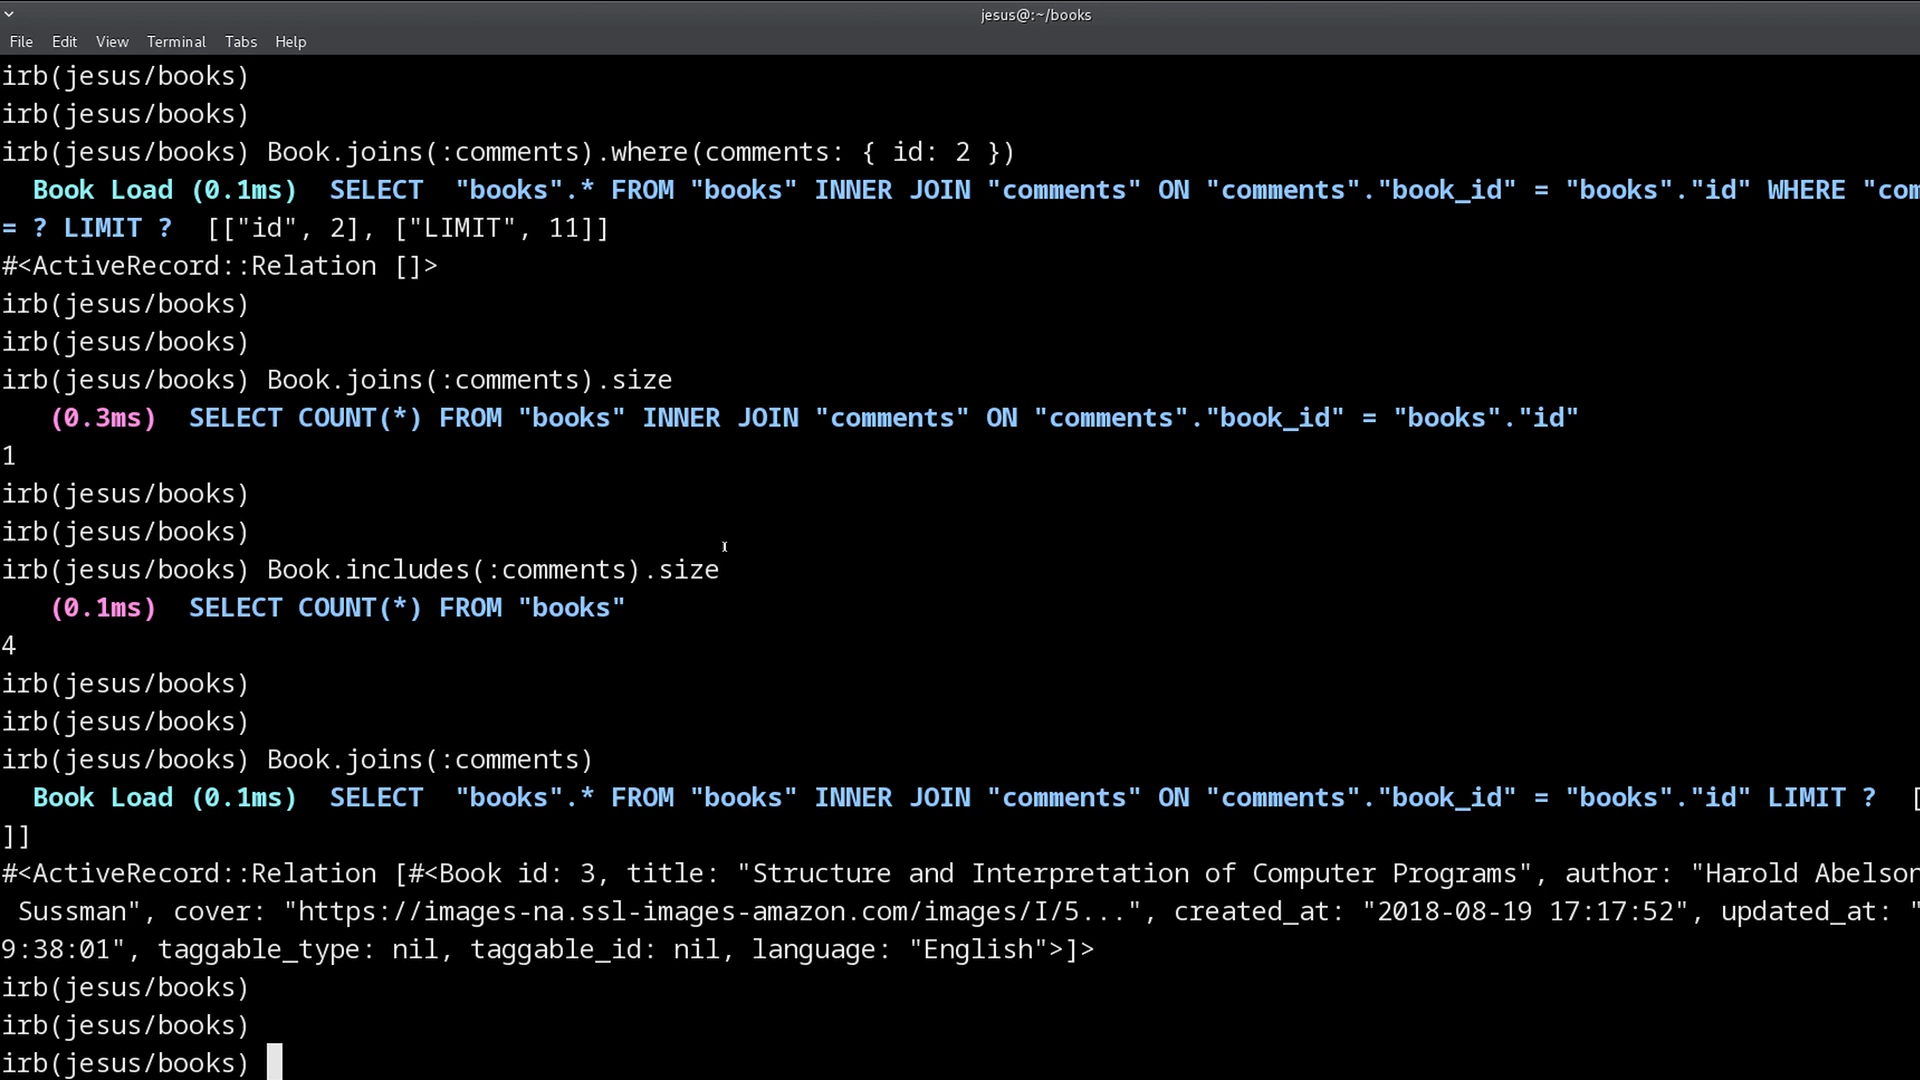 jesus@:~/books
File Edit View Terminal Tabs Help
irb(jesus/books)
irb(jesus/books)
irb(jesus/books) Book.joins(:comments).where(comments: { id: 2 })
Book Load (0.1ms) SELECT "books".* FROM "books" INNER JOIN "comments" ON "comments"."book_id" = "books"."id" WHERE "com
= ? LIMIT ? [["id", 2], ["LIMIT", 11]]
#<ActiveRecord::Relation []>
irb(jesus/books)
irb(jesus/books)
irb(jesus/books) Book.joins(:comments).size
(0.3ms) SELECT COUNT(*) FROM "books" INNER JOIN "comments" ON "comments"."book_id" = "books"."id"
1
irb(jesus/books)
irb(jesus/books)
irb(jesus/books) Book.includes(:comments).size
(0.1ms) SELECT COUNT(*) FROM "books"
4
irb(jesus/books)
irb(jesus/books)
irb(jesus/books) Book.joins(:comments)
Book Load (0.1ms) SELECT "books".* FROM "books" INNER JOIN "comments" ON "comments"."book_id" = "books"."id" LIMIT ? [
]]
#<ActiveRecord::Relation [#<Book id: 3, title: "Structure and Interpretation of Computer Programs", author: "Harold Abelson
Sussman", cover: "https://images-na.ssl-images-amazon.com/images/I/5...", created_at: "2018-08-19 17:17:52", updated_at: "
9:38:01", taggable_type: nil, taggable_id: nil, language: "English">]>
irb(jesus/books)
irb(jesus/books)
irb(jesus/books)